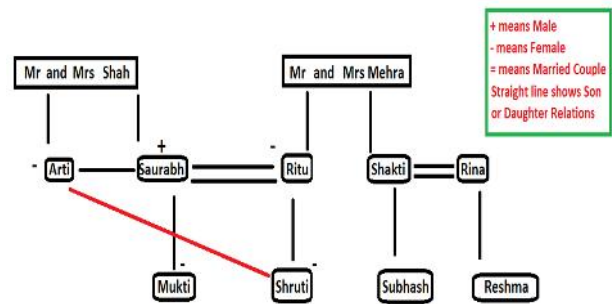 + means Male
- means Female
= means Married Couple
Straight line shows Son
or Daughter Relations
Mr and Mrs Shah
Mr and Mrs Mehra
+
-
- Arti
Saurabh
Ritu
Shakti
Rina
-
-
Mukti
Shruti
Subhash
Reshma